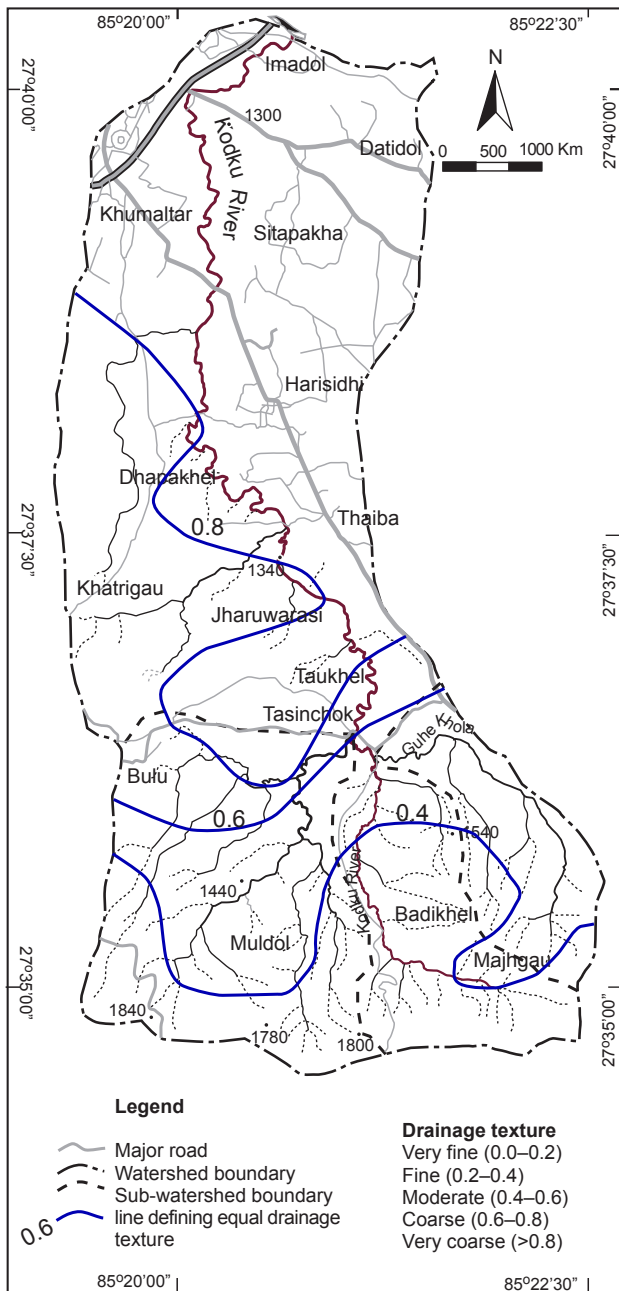 85º20'00"
85º22'30"
Imadol
N
27º40'00"
27º40'00"
1300
Kodku River
Datidol
0 500 1000 Km
Khumaltar
Sitapakha
Harisidhi
Dhapakhel
0.8
Thaiba
27º37'30"
27º37'30"
1340
Khatrigau
Jharuwarasi
Taukhel
Tasinchok
Guhe Khola
Bulu
0.6
0.4
1540
1440
Kodku River
Badikhel
Muldol
Majhgau
27º35'00"
27º35'00"
1840
1780
1800
Legend
Major road
Watershed boundary
Sub-watershed boundary
0.6 line defining equal drainage
texture
Drainage texture
Very fine (0.0–0.2)
Fine (0.2–0.4)
Moderate (0.4–0.6)
Coarse (0.6–0.8)
Very coarse (>0.8)
85º20'00"
85º22'30"